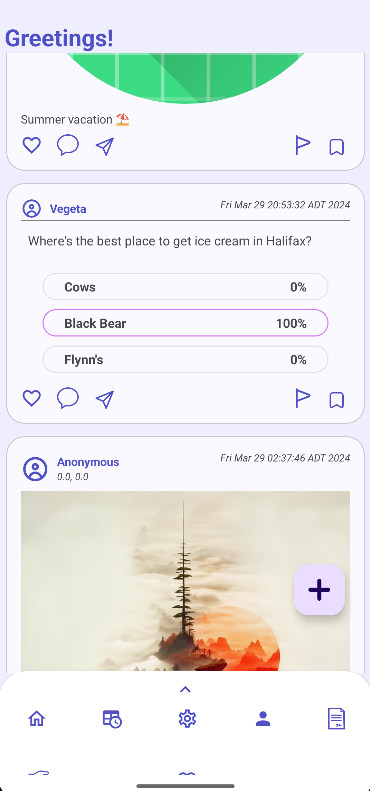 Greetings!
Summer vacation ⛱️
Vegeta
Fri Mar 29 20:53:32 ADT 2024
Where's the best place to get ice cream in Halifax?
Cows 0%
Black Bear 100%
Flynn's 0%
Anonymous
Fri Mar 29 02:37:46 ADT 2024
0.0, 0.0